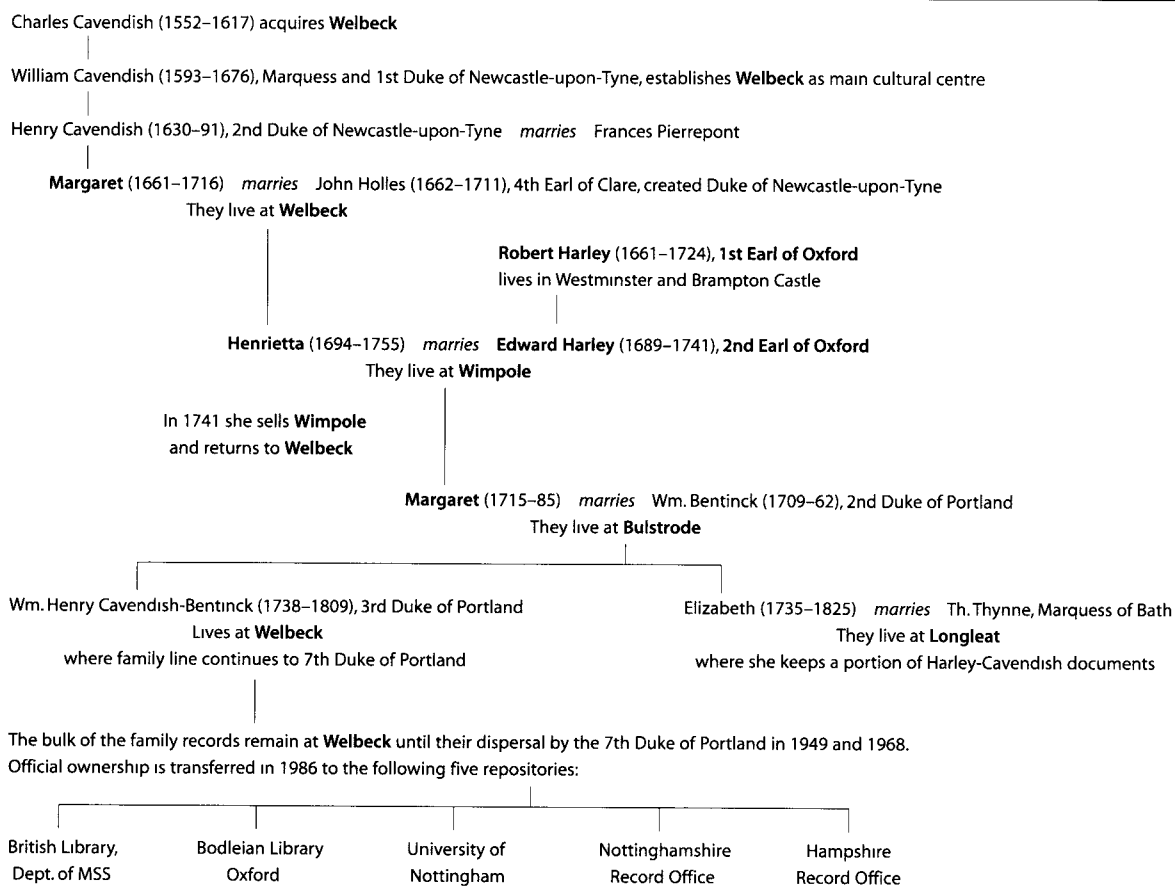 Charles Cavendish (1552–1617) acquires Welbeck
William Cavendish (1593–1676), Marquess and 1st Duke of Newcastle-upon-Tyne, establishes Welbeck as main cultural centre
Henry Cavendish (1630–91), 2nd Duke of Newcastle-upon-Tyne marries Frances Pierrepont
Margaret (1661–1716) marries John Holles (1662–1711), 4th Earl of Clare, created Duke of Newcastle-upon-Tyne
They live at Welbeck
Robert Harley (1661–1724), 1st Earl of Oxford
lives in Westminster and Brampton Castle
Henrietta (1694–1755) marries Edward Harley (1689–1741), 2nd Earl of Oxford
They live at Wimpole
In 1741 she sells Wimpole
and returns to Welbeck
Margaret (1715–85) marries Wm. Bentinck (1709–62), 2nd Duke of Portland
They live at Bulstrode
Wm. Henry Cavendish-Bentinck (1738–1809), 3rd Duke of Portland
Lives at Welbeck
where family line continues to 7th Duke of Portland
Elizabeth (1735–1825) marries Th. Thynne, Marquess of Bath
They live at Longleat
where she keeps a portion of Harley-Cavendish documents
The bulk of the family records remain at Welbeck until their dispersal by the 7th Duke of Portland in 1949 and 1968.
Official ownership is transferred in 1986 to the following five repositories:
British Library,
Dept. of MSS
Bodleian Library
Oxford
University of
Nottingham
Nottinghamshire
Record Office
Hampshire
Record Office